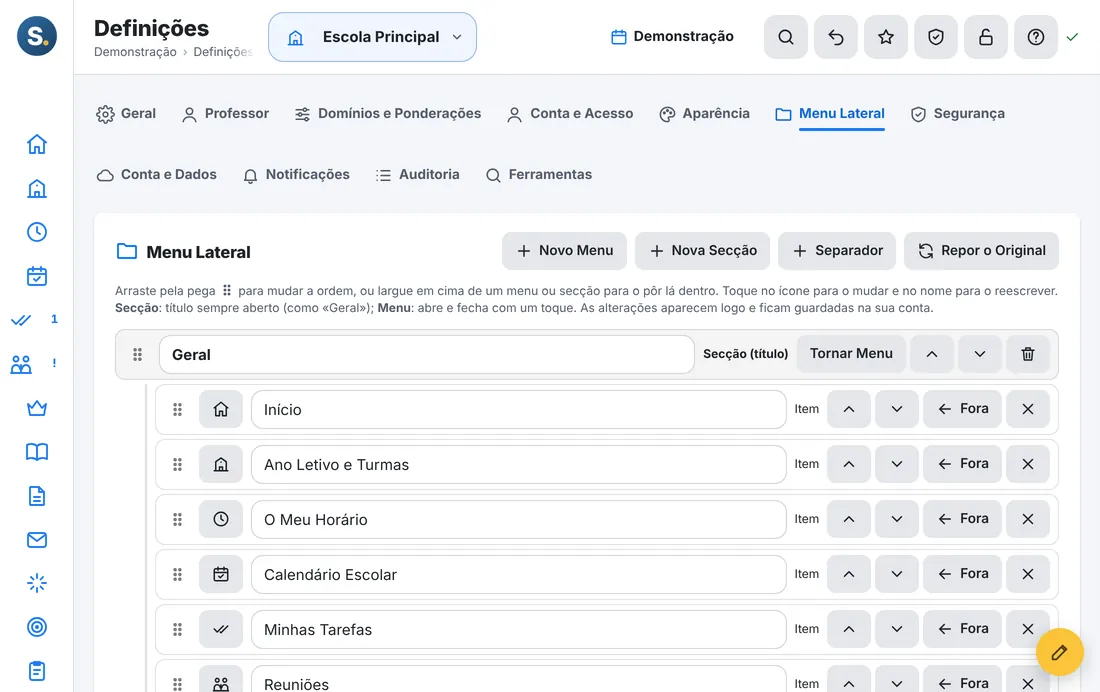 S.
Definições
Demonstração › Definições
Escola Principal
Demonstração
Geral
Professor
Domínios e Ponderações
Conta e Acesso
Aparência
Menu Lateral
Segurança
Conta e Dados
Notificações
Auditoria
Ferramentas
1
!
Menu Lateral
Novo Menu
Nova Secção
Separador
Repor o Original
Arraste pela pega para mudar a ordem, ou largue em cima de um menu ou secção para o pôr lá dentro. Toque no ícone para o mudar e no nome para o reescrever.
Secção: título sempre aberto (como «Geral»); Menu: abre e fecha com um toque. As alterações aparecem logo e ficam guardadas na sua conta.
Geral Secção (título) Tornar Menu
Início Item Fora
Ano Letivo e Turmas Item Fora
O Meu Horário Item Fora
Calendário Escolar Item Fora
Minhas Tarefas Item Fora
Reuniões Item Fora